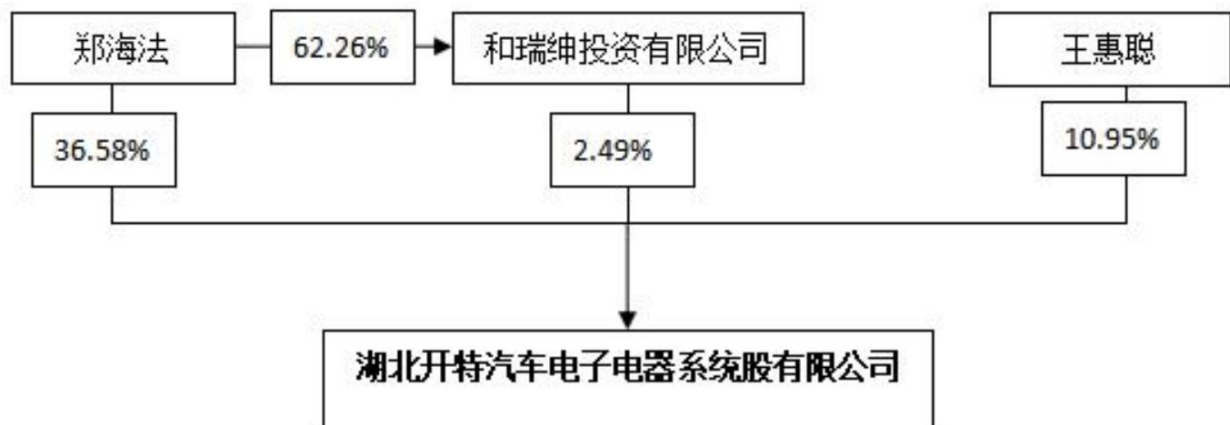 郑海法
62.26%
和瑞绅投资有限公司
王惠聪
36.58%
2.49%
10.95%
湖北开特汽车电子电器系统股有限公司